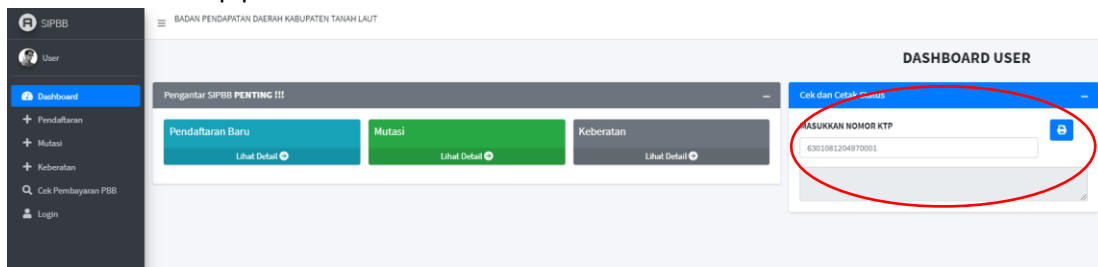 SIPBB
BADAN PENDAPATAN DAERAH KABUPATEN TANAH LAUT
User
DASHBOARD USER
Dashboard
Pendaftaran
Mutasi
Keberatan
Cek Pembayaran PBB
Login
Pengantar SIPBB PENTING !!!
Pendaftaran Baru
Lihat Detail
Mutasi
Lihat Detail
Keberatan
Lihat Detail
Cek dan Cetak Status
MASUKKAN NOMOR KTP
6301081204970001